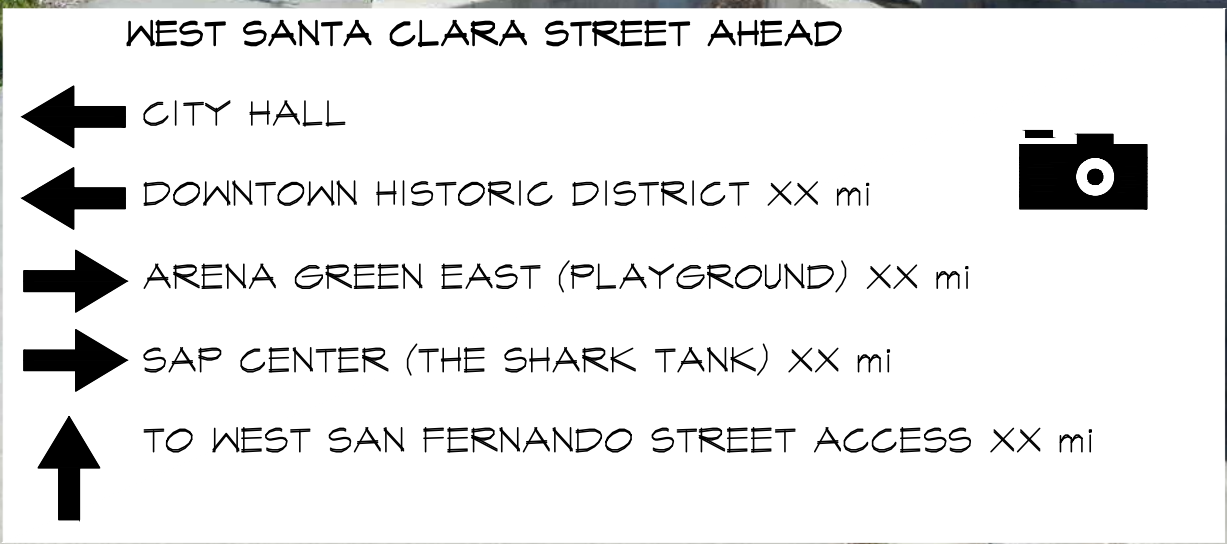 WEST SANTA CLARA STREET AHEAD
CITY HALL
DOWNTOWN HISTORIC DISTRICT XX mi
ARENA GREEN EAST (PLAYGROUND) XX mi
SAP CENTER (THE SHARK TANK) XX mi
TO WEST SAN FERNANDO STREET ACCESS XX mi